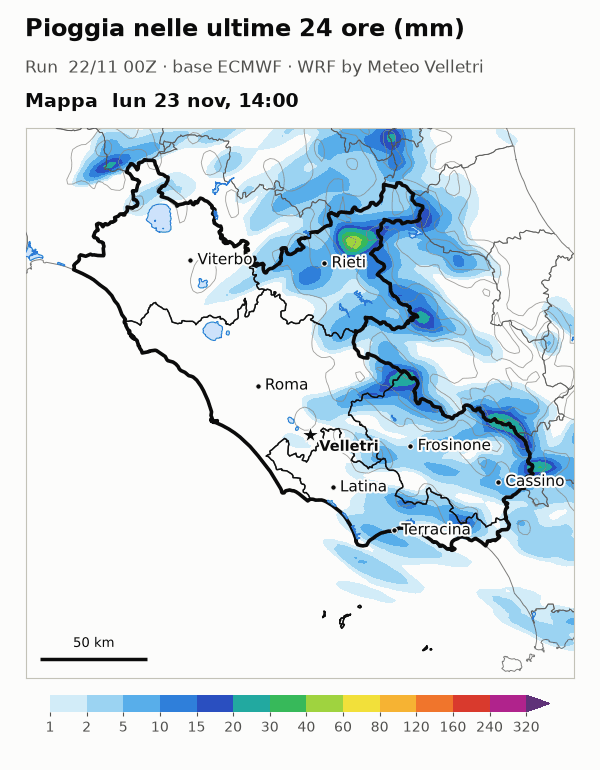 Pioggia nelle ultime 24 ore (mm)
Run  22/11 00Z · base ECMWF · WRF by Meteo Velletri
Mappa  lun 23 nov, 14:00
Viterbo
Rieti
Roma
Velletri
Frosinone
Cassino
Latina
Terracina
50 km
1 2 5 10 15 20 30 40 60 80 120 160 240 320